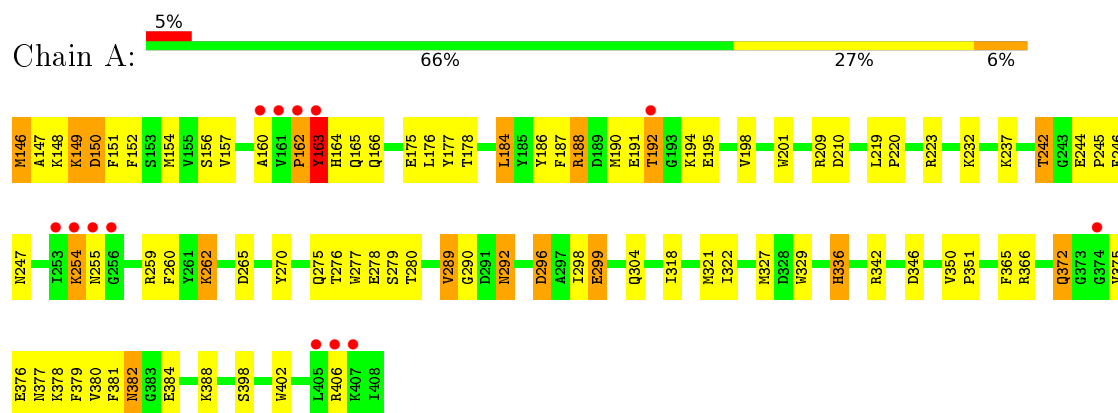 5%
Chain A:
66% 27% 6%
M146 A147 K148 K149 D150 F151 F152 S153 M154 V155 S156 V157 A160 V161 P162 Y163 H164 Q165 Q166 E175 L176 Y177 T178 L184 Y185 Y186 F187 R188 D189 M190 E191 T192 G193 K194 E195 V198 W201 R209 D210 L219 P220 R223 K232 K237 T242 G243 E244 P245 E246
N247 I253 K254 N255 G256 R259 F260 Y261 K262 D265 Y270 Q275 T276 W277 E278 S279 T280 V289 G290 D291 N292 D296 A297 I298 E299 Q304 I318 M321 I322 M327 D328 W329 H336 R342 D346 V350 P351 F365 R366 Q372 G373 G374 V375
E376 N377 K378 F379 V380 F381 N382 G383 E384 K388 S398 W402 L405 R406 K407 I408